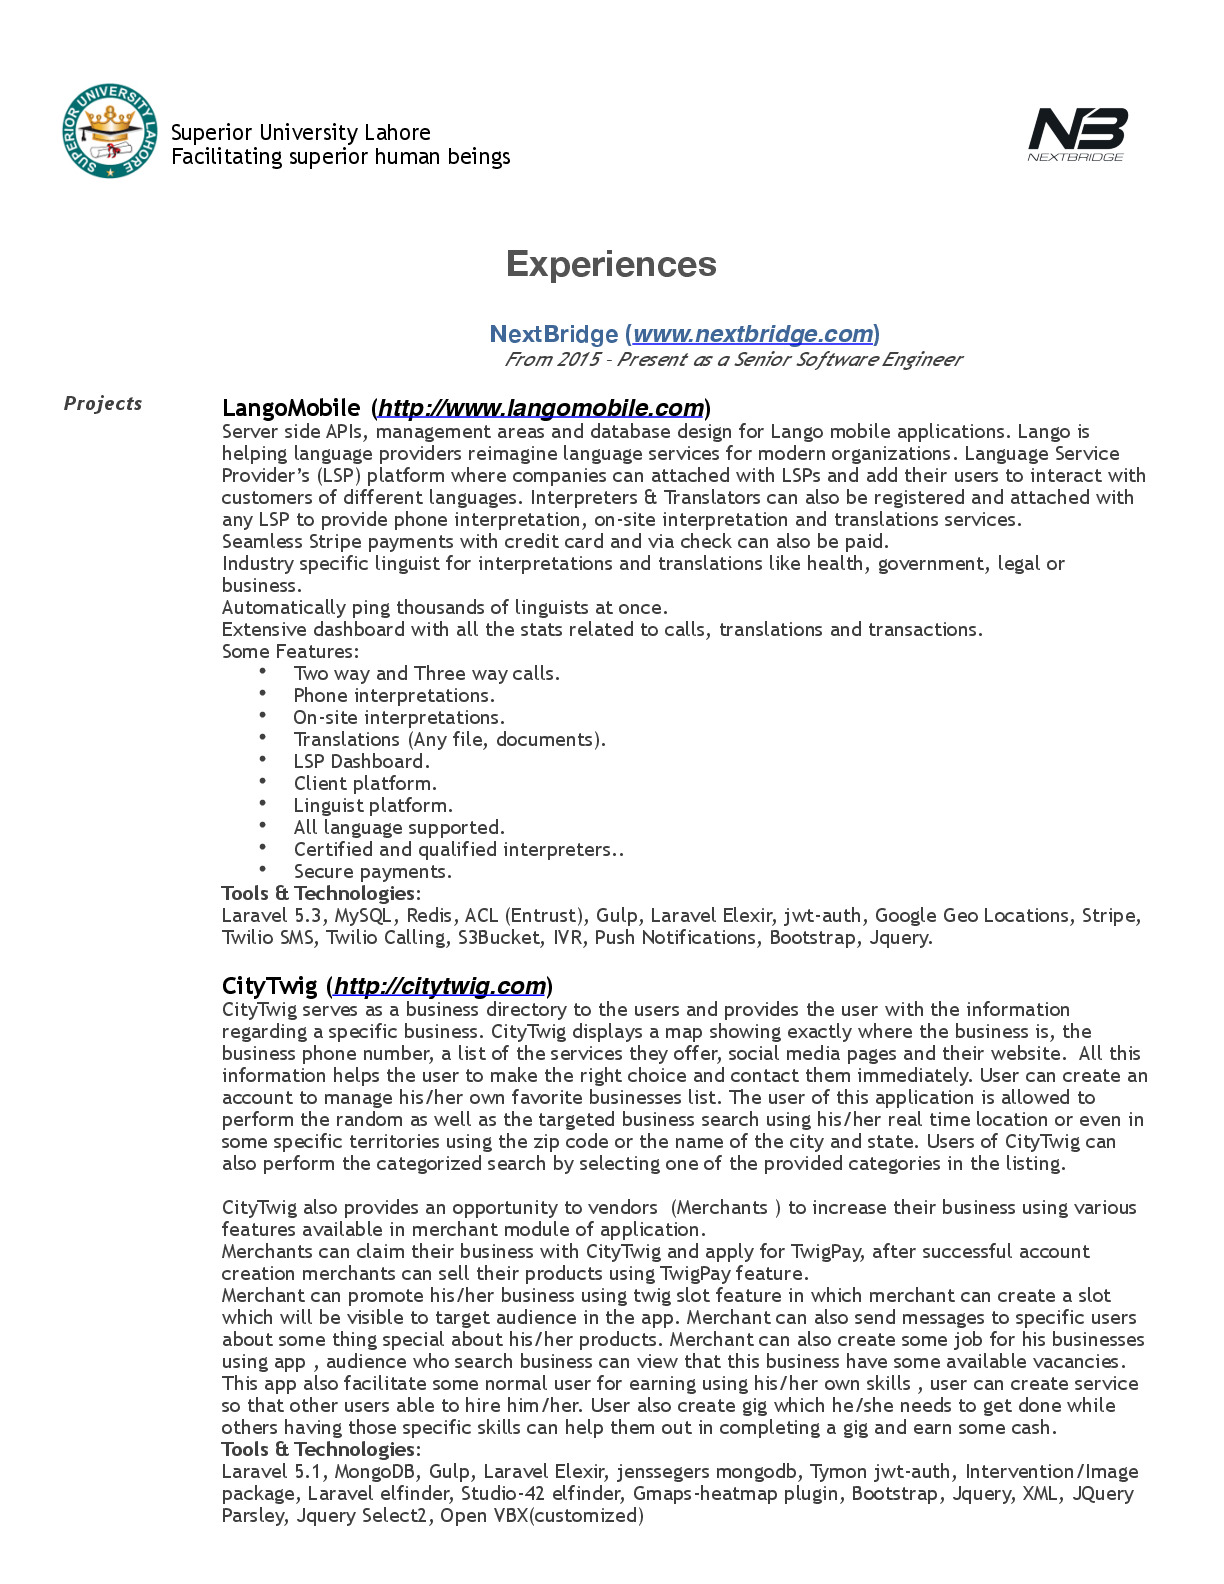 SUPERIOR UNIVERSITY LAHORE
Superior University Lahore
Facilitating superior human beings
NB
NEXTBRIDGE
Experiences
NextBridge (www.nextbridge.com)
From 2015 - Present as a Senior Software Engineer
Projects
LangoMobile (http://www.langomobile.com)
Server side APIs, management areas and database design for Lango mobile applications. Lango is
helping language providers reimagine language services for modern organizations. Language Service
Provider’s (LSP) platform where companies can attached with LSPs and add their users to interact with
customers of different languages. Interpreters & Translators can also be registered and attached with
any LSP to provide phone interpretation, on-site interpretation and translations services.
Seamless Stripe payments with credit card and via check can also be paid.
Industry specific linguist for interpretations and translations like health, government, legal or
business.
Automatically ping thousands of linguists at once.
Extensive dashboard with all the stats related to calls, translations and transactions.
Some Features:
• Two way and Three way calls.
• Phone interpretations.
• On-site interpretations.
• Translations (Any file, documents).
• LSP Dashboard.
• Client platform.
• Linguist platform.
• All language supported.
• Certified and qualified interpreters..
• Secure payments.
Tools & Technologies:
Laravel 5.3, MySQL, Redis, ACL (Entrust), Gulp, Laravel Elexir, jwt-auth, Google Geo Locations, Stripe,
Twilio SMS, Twilio Calling, S3Bucket, IVR, Push Notifications, Bootstrap, Jquery.
CityTwig (http://citytwig.com)
CityTwig serves as a business directory to the users and provides the user with the information
regarding a specific business. CityTwig displays a map showing exactly where the business is, the
business phone number, a list of the services they offer, social media pages and their website.  All this
information helps the user to make the right choice and contact them immediately. User can create an
account to manage his/her own favorite businesses list. The user of this application is allowed to
perform the random as well as the targeted business search using his/her real time location or even in
some specific territories using the zip code or the name of the city and state. Users of CityTwig can
also perform the categorized search by selecting one of the provided categories in the listing.
CityTwig also provides an opportunity to vendors  (Merchants ) to increase their business using various
features available in merchant module of application.
Merchants can claim their business with CityTwig and apply for TwigPay, after successful account
creation merchants can sell their products using TwigPay feature.
Merchant can promote his/her business using twig slot feature in which merchant can create a slot
which will be visible to target audience in the app. Merchant can also send messages to specific users
about some thing special about his/her products. Merchant can also create some job for his businesses
using app , audience who search business can view that this business have some available vacancies.
This app also facilitate some normal user for earning using his/her own skills , user can create service
so that other users able to hire him/her. User also create gig which he/she needs to get done while
others having those specific skills can help them out in completing a gig and earn some cash.
Tools & Technologies:
Laravel 5.1, MongoDB, Gulp, Laravel Elexir, jenssegers mongodb, Tymon jwt-auth, Intervention/Image
package, Laravel elfinder, Studio-42 elfinder, Gmaps-heatmap plugin, Bootstrap, Jquery, XML, JQuery
Parsley, Jquery Select2, Open VBX(customized)